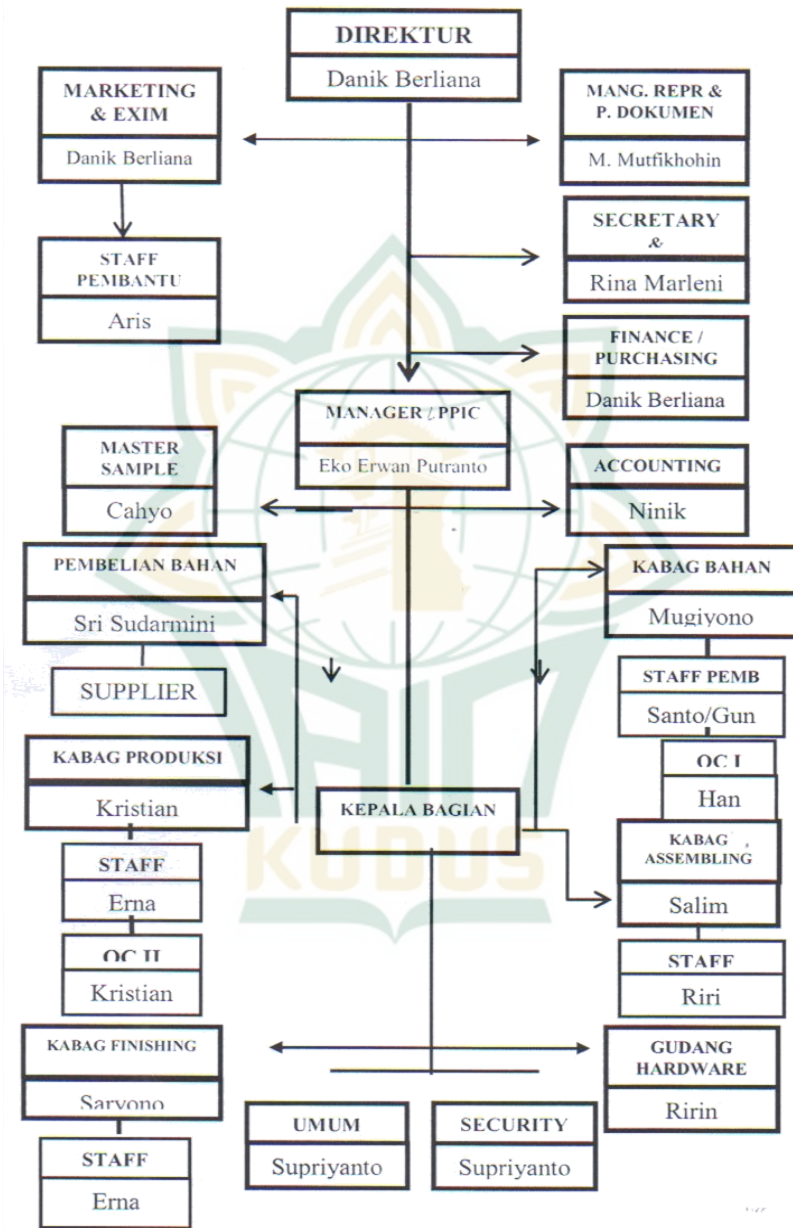 DIREKTUR
Danik Berliana
MARKETING
& EXIM
Danik Berliana
MANG. REPR &
P. DOKUMEN
M. Mutfikhohin
STAFF
PEMBANTU
Aris
SECRETARY
&
Rina Marleni
FINANCE /
PURCHASING
Danik Berliana
MANAGER PPIC
Eko Erwan Putranto
MASTER
SAMPLE
Cahyo
ACCOUNTING
Ninik
PEMBELIAN BAHAN
Sri Sudarmini
SUPPLIER
KABAG BAHAN
Mugiyono
STAFF PEMB
Santo/Gun
QC I
Han
KABAG PRODUKSI
Kristian
STAFF
Erna
QC II
Kristian
KEPALA BAGIAN
KABAG
ASSEMBLING
Salim
STAFF
Riri
KUDUS
KABAG FINISHING
Saryono
STAFF
Erna
GUDANG
HARDWARE
Ririn
UMUM
Supriyanto
SECURITY
Supriyanto